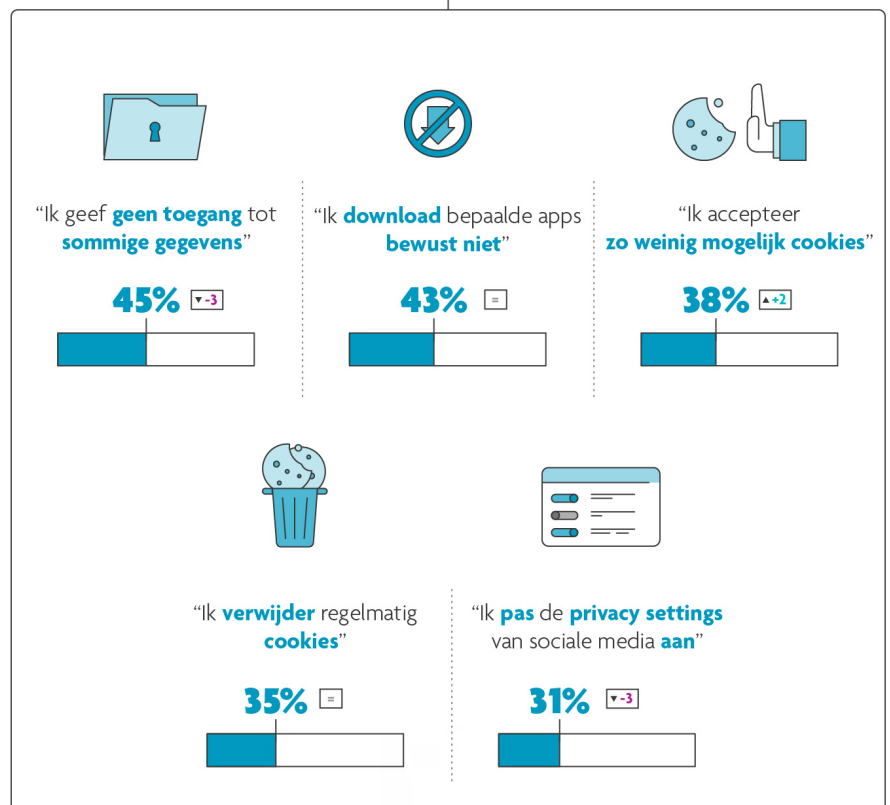 “Ik geef geen toegang tot
sommige gegevens”
45% ▼-3
“Ik download bepaalde apps
bewust niet”
43% =
“Ik accepteer
zo weinig mogelijk cookies”
38% ▲+2
“Ik verwijder regelmatig
cookies”
35% =
“Ik pas de privacy settings
van sociale media aan”
31% ▼-3